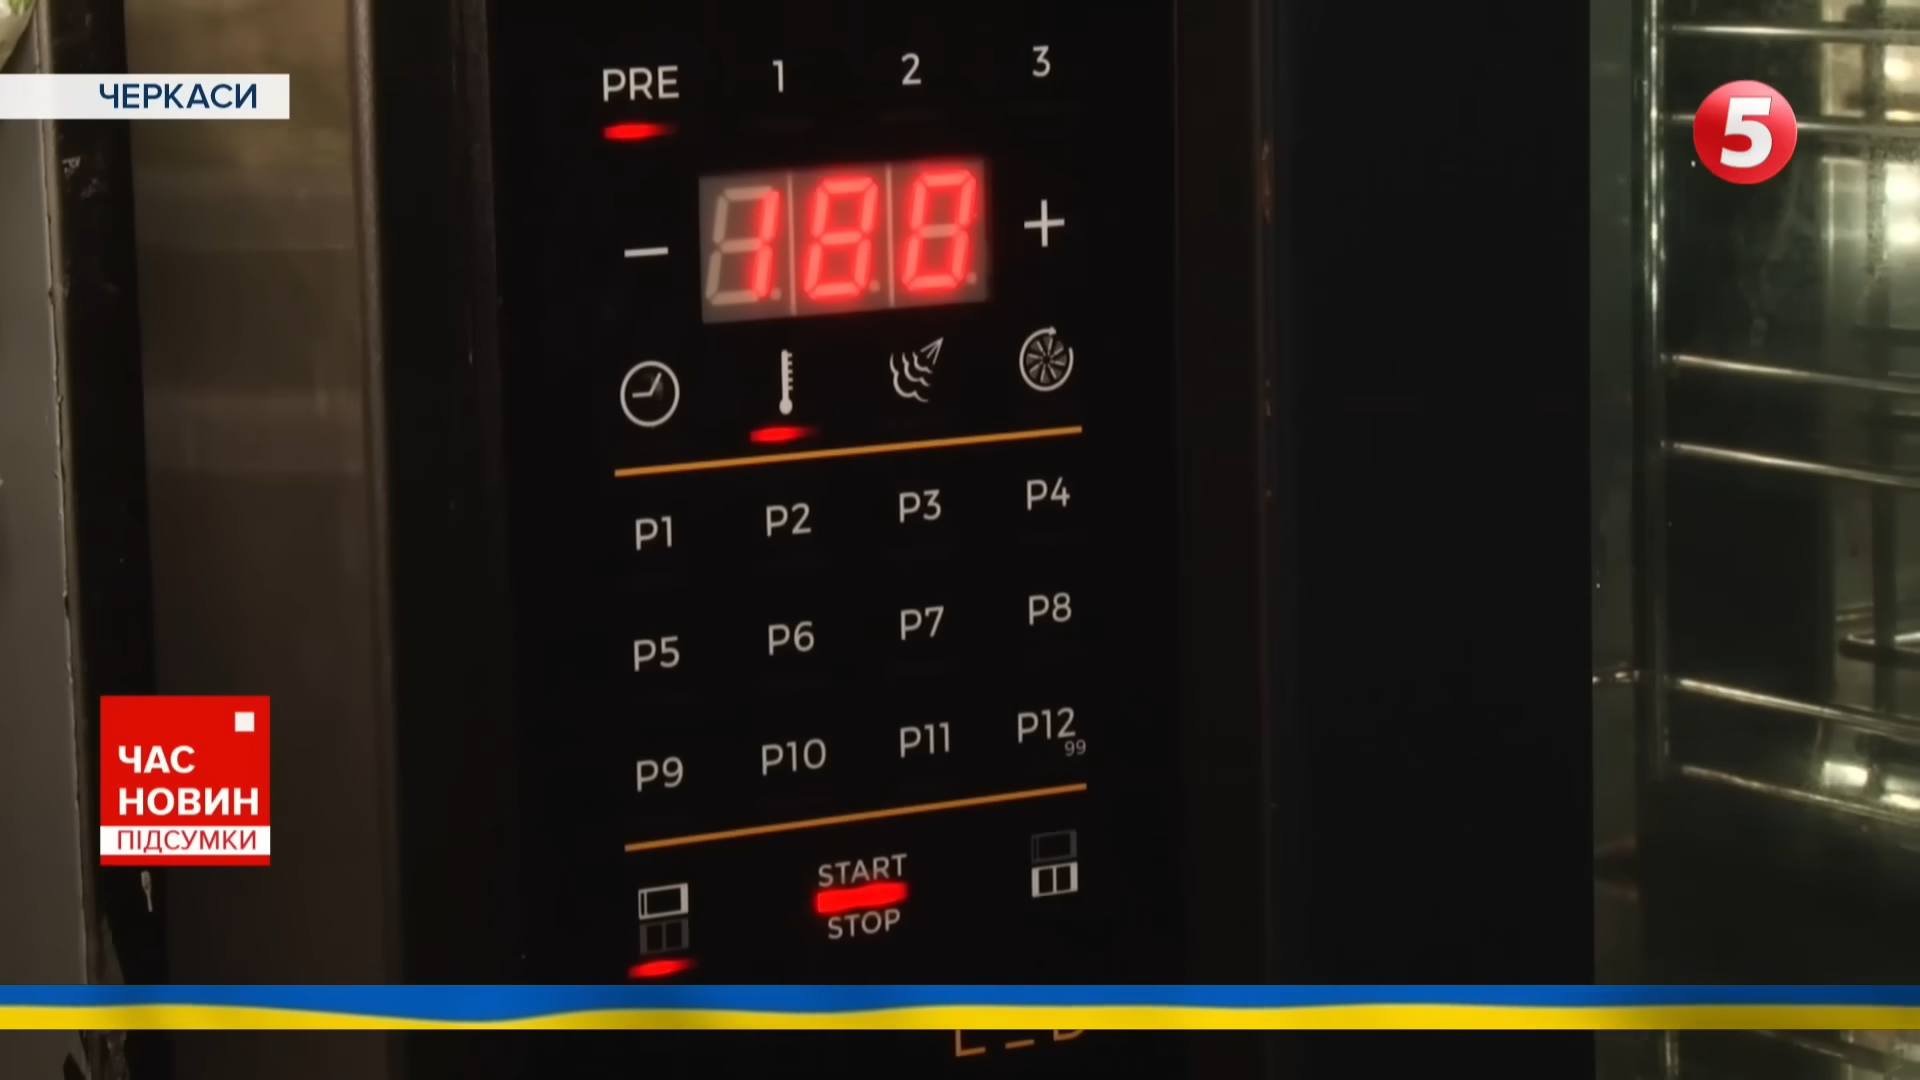 ЧЕРКАСИ
PRE 1 2 3
5
188
− +
P1 P2 P3 P4
P5 P6 P7 P8
P9 P10 P11 P12
99
ЧАС
НОВИН
ПІДСУМКИ
START
STOP